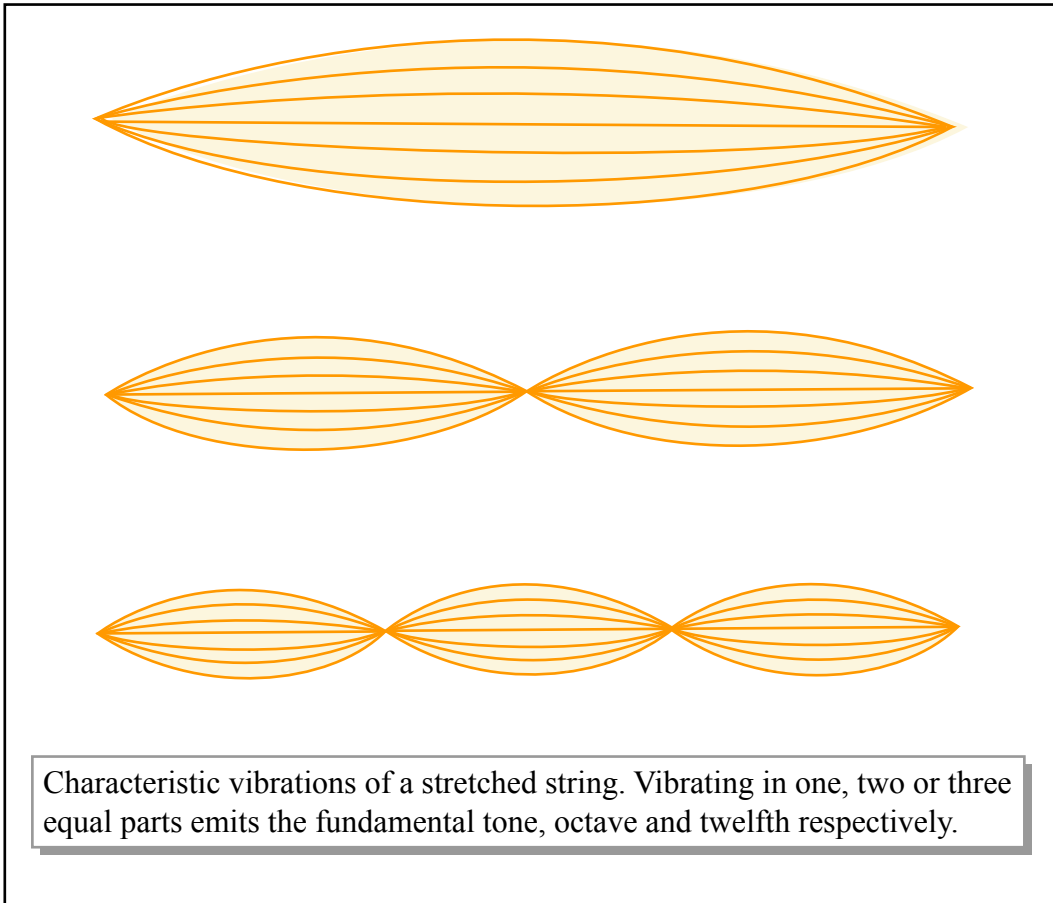 Characteristic vibrations of a stretched string. Vibrating in one, two or three
equal parts emits the fundamental tone, octave and twelfth respectively.